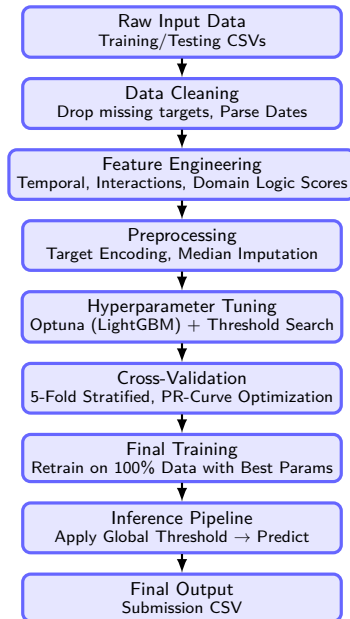 Raw Input Data
Training/Testing CSVs
Data Cleaning
Drop missing targets, Parse Dates
Feature Engineering
Temporal, Interactions, Domain Logic Scores
Preprocessing
Target Encoding, Median Imputation
Hyperparameter Tuning
Optuna (LightGBM) + Threshold Search
Cross-Validation
5-Fold Stratified, PR-Curve Optimization
Final Training
Retrain on 100% Data with Best Params
Inference Pipeline
Apply Global Threshold → Predict
Final Output
Submission CSV